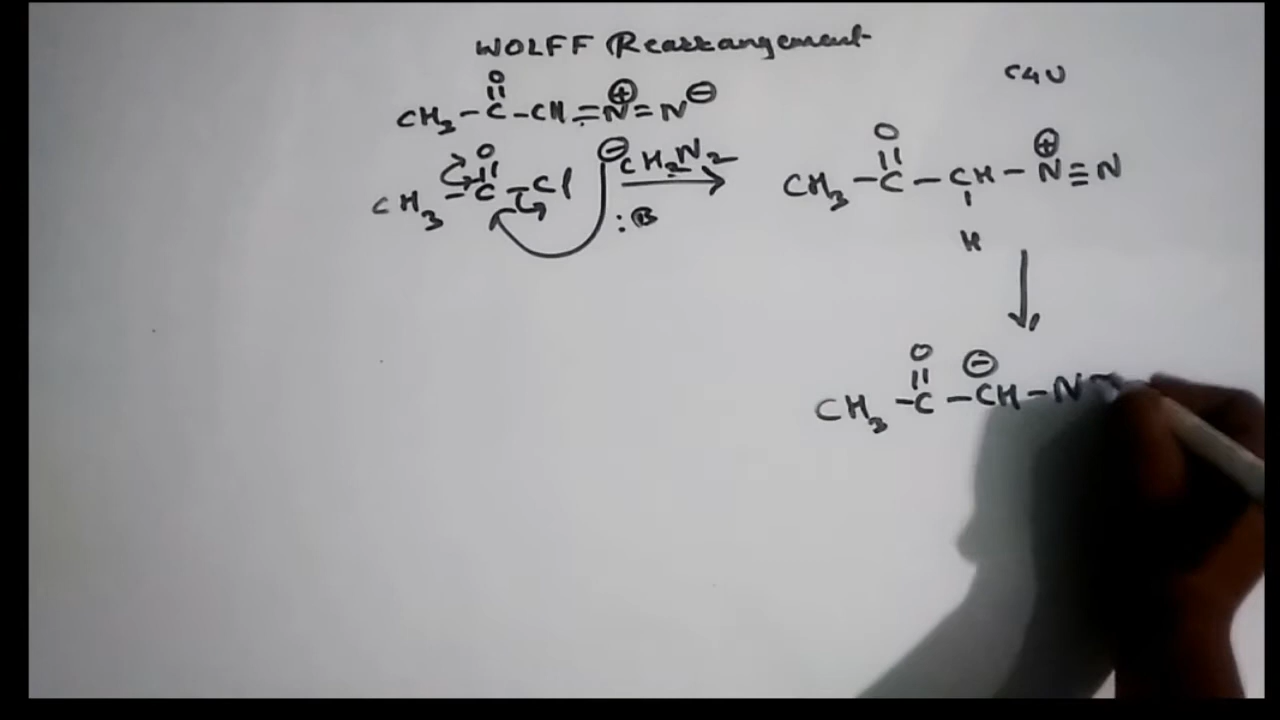 WOLFF Rearrangement
C4U
O
CH3-C-CH=N=N
⊕ ⊖
O
CH3-C-Cl
⊖CH2N2
:B
O ⊕
CH3-C-CH-N≡N
H
O ⊖
CH3-C-CH-N